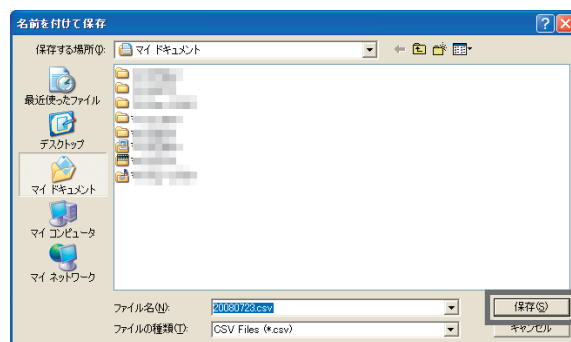 名前を付けて保存
保存する場所(I):
マイ ドキュメント
最近使ったファイル
デスクトップ
マイ ドキュメント
マイ コンピュータ
マイ ネットワーク
ファイル名(N):
20080723.csv
保存(S)
ファイルの種類(T):
CSV Files (*.csv)
キャンセル